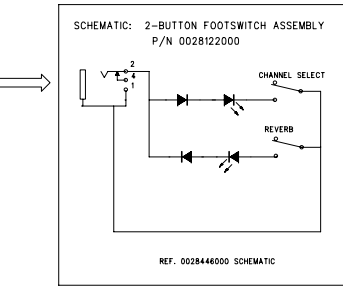 SCHEMATIC: 2-BUTTON FOOTSWITCH ASSEMBLY
P/N 0028122000
2
4
1
CHANNEL SELECT
REVERB
REF. 0028446000 SCHEMATIC